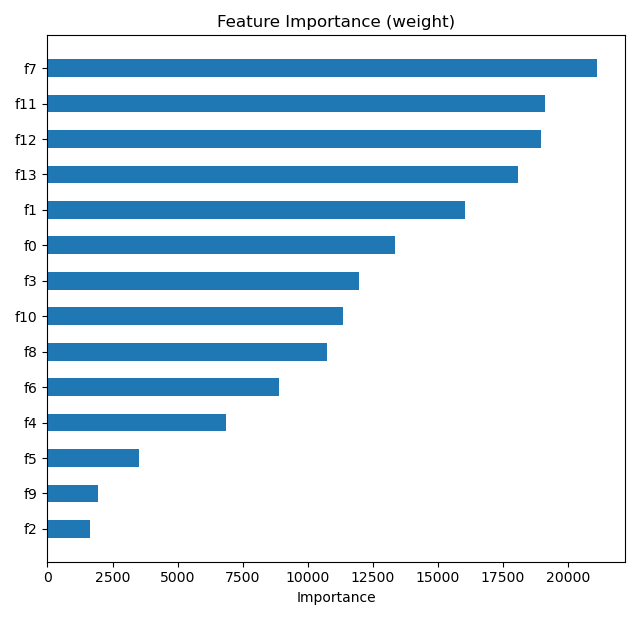 Feature Importance (weight)
f7
f11
f12
f13
f1
f0
f3
f10
f8
f6
f4
f5
f9
f2
0 2500 5000 7500 10000 12500 15000 17500 20000
Importance